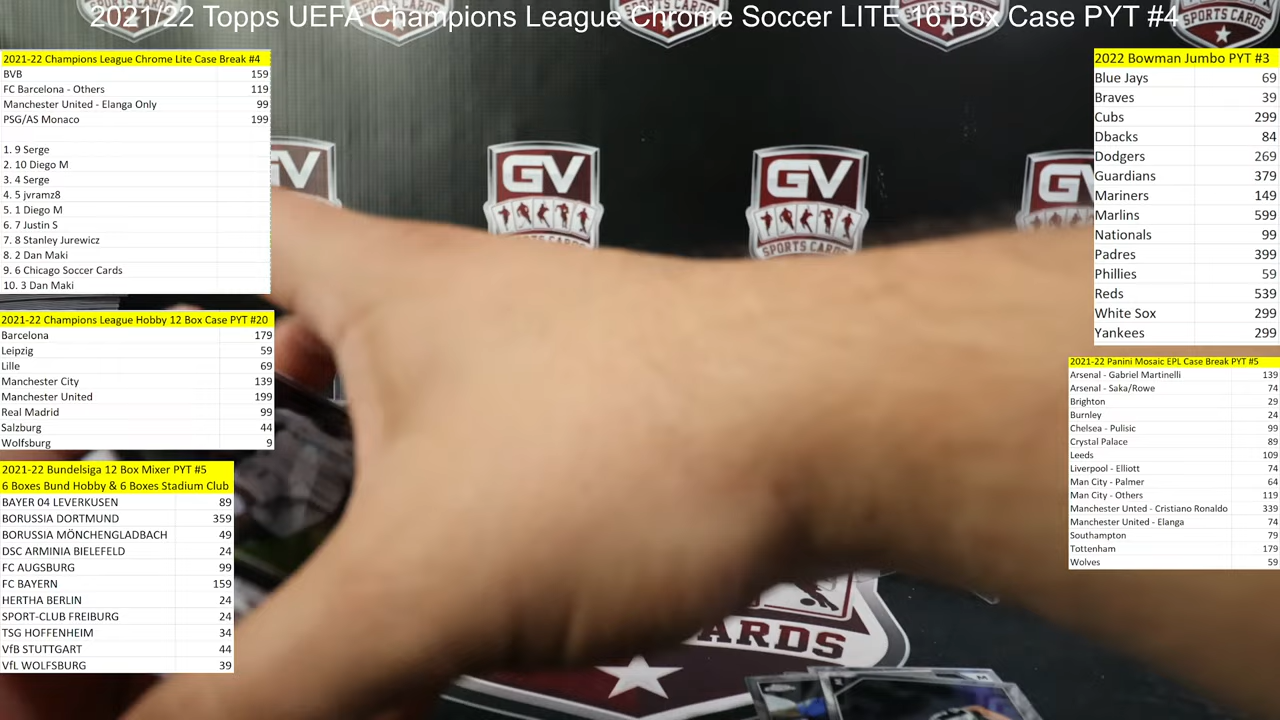 2021/22 Topps UEFA Champions League Chrome Soccer LITE 16 Box Case PYT #4
2021-22 Champions League Chrome Lite Case Break #4
BVB 159
FC Barcelona - Others 119
Manchester United - Elanga Only 99
PSG/AS Monaco 199
1. 9 Serge
2. 10 Diego M
3. 4 Serge
4. 5 jvramz8
5. 1 Diego M
6. 7 Justin S
7. 8 Stanley Jurewicz
8. 2 Dan Maki
9. 6 Chicago Soccer Cards
10. 3 Dan Maki
2021-22 Champions League Hobby 12 Box Case PYT #20
Barcelona 179
Leipzig 59
Lille 69
Manchester City 139
Manchester United 199
Real Madrid 99
Salzburg 44
Wolfsburg 9
2021-22 Bundelsiga 12 Box Mixer PYT #5
6 Boxes Bund Hobby & 6 Boxes Stadium Club
BAYER 04 LEVERKUSEN 89
BORUSSIA DORTMUND 359
BORUSSIA MÖNCHENGLADBACH 49
DSC ARMINIA BIELEFELD 24
FC AUGSBURG 99
FC BAYERN 159
HERTHA BERLIN 24
SPORT-CLUB FREIBURG 24
TSG HOFFENHEIM 34
VfB STUTTGART 44
VfL WOLFSBURG 39
2022 Bowman Jumbo PYT #3
Blue Jays 69
Braves 39
Cubs 299
Dbacks 84
Dodgers 269
Guardians 379
Mariners 149
Marlins 599
Nationals 99
Padres 399
Phillies 59
Reds 539
White Sox 299
Yankees 299
2021-22 Panini Mosaic EPL Case Break PYT #5
Arsenal - Gabriel Martinelli 139
Arsenal - Saka/Rowe 74
Brighton 29
Burnley 24
Chelsea - Pulisic 99
Crystal Palace 89
Leeds 109
Liverpool - Elliott 74
Man City - Palmer 64
Man City - Others 119
Manchester Unted - Cristiano Ronaldo 339
Manchester United - Elanga 74
Southampton 79
Tottenham 179
Wolves 59
SPORTS CARDS
SPORTS CARDS
GV
GV
SPORTS CARDS
GV
ARDS